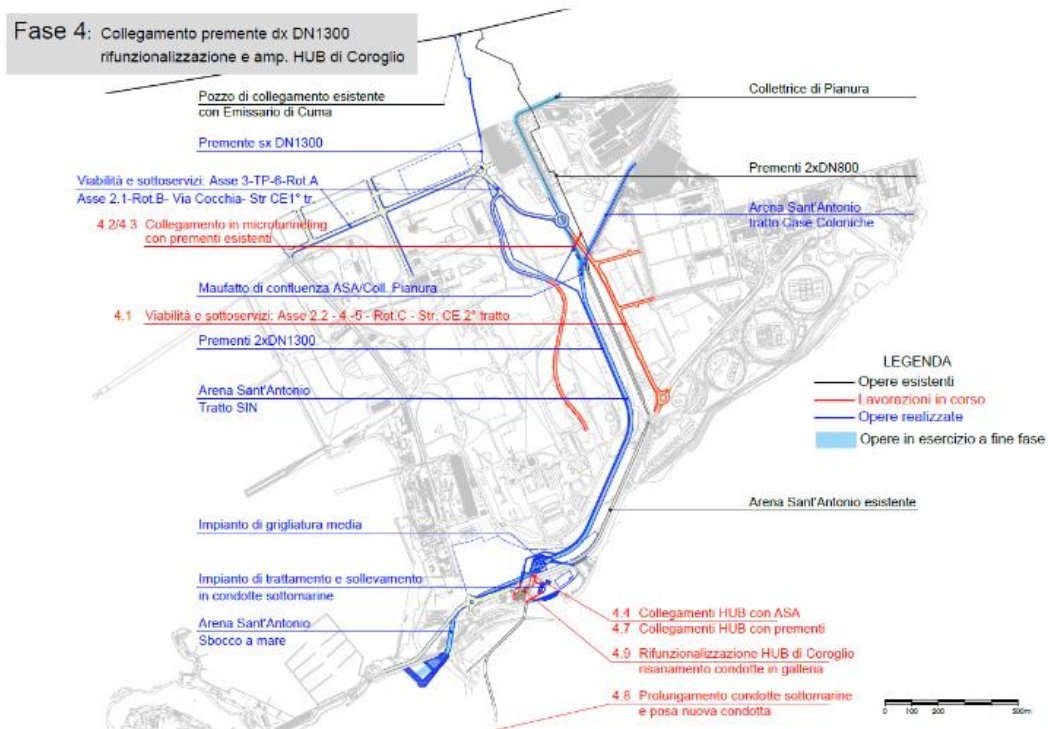 Fase 4: Collegamento premente dx DN1300
rifunzionalizzazione e amp. HUB di Coroglio
Pozzo di collegamento esistente
con Emissario di Cuma
Premente sx DN1300
Viabilità e sottoservizi: Asse 3-TP-6-Rot.A
Asse 2.1-Rot.B- Via Cocchia- Str CE1° tr.
4.2/4.3 Collegamento in microtunneling
con prementi esistenti
Maufatto di confluenza ASA/Coll. Pianura
4.1 Viabilità e sottoservizi: Asse 2.2 - 4 -5 - Rot.C - Str. CE 2° tratto
Prementi 2xDN1300
Arena Sant'Antonio
Tratto SIN
Impianto di grigliatura media
Impianto di trattamento e sollevamento
in condotte sottomarine
Arena Sant'Antonio
Sbocco a mare
Collettrice di Pianura
Prementi 2xDN800
Arena Sant'Antonio
tratto Case Coloniche
LEGENDA
Opere esistenti
Lavorazioni in corso
Opere realizzate
Opere in esercizio a fine fase
Arena Sant'Antonio esistente
4.4 Collegamenti HUB con ASA
4.7 Collegamenti HUB con prementi
4.9 Rifunzionalizzazione HUB di Coroglio
risanamento condotte in galleria
4.8 Prolungamento condotte sottomarine
e posa nuova condotta
0 100 200 500m